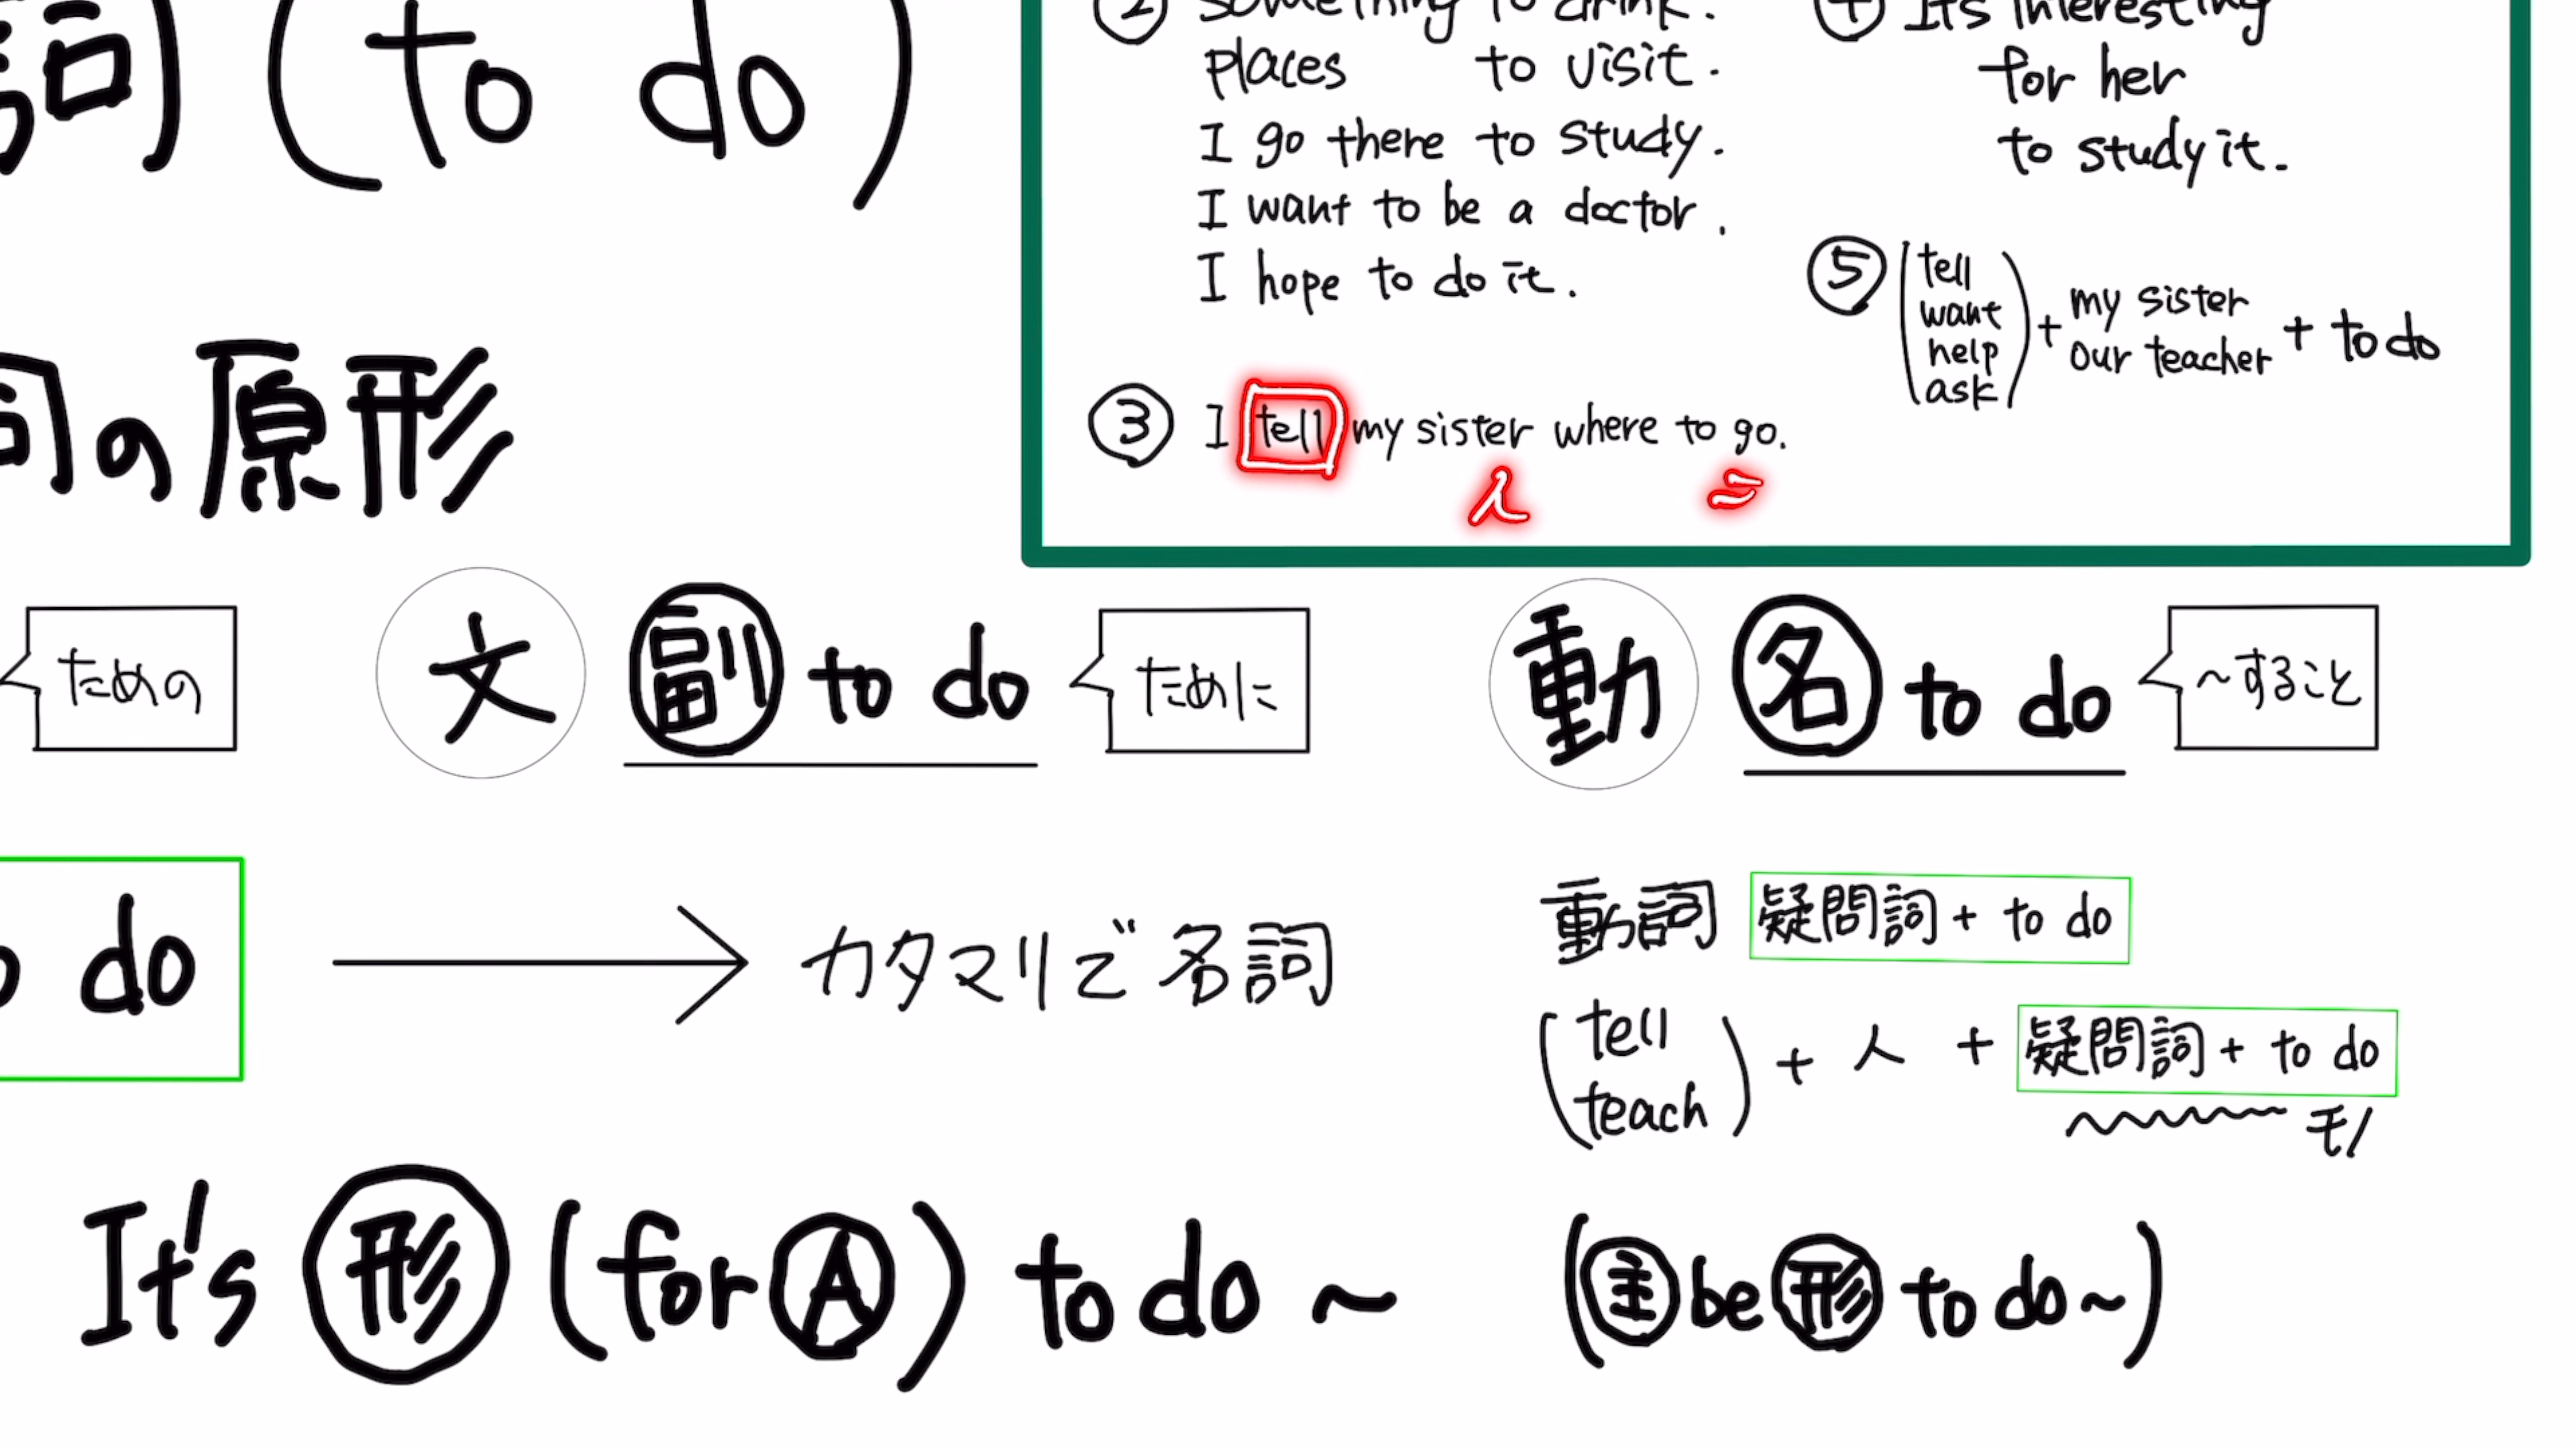 詞 (to do)
② something to drink.
places to visit.
I go there to study.
I want to be a doctor.
I hope to do it.
③ I tell my sister where to go.
人 =
④ It's interesting
for her
to study it.
⑤ (tell want help ask) + my sister our teacher + to do
詞の原形
ための
文 副 to do ために
動 名 to do ~すること
do → カタマリで名詞
動詞 疑問詞 + to do
(tell teach) + 人 + 疑問詞 + to do
モノ
It's 形 (for A) to do ~ (主 be 形 to do ~)